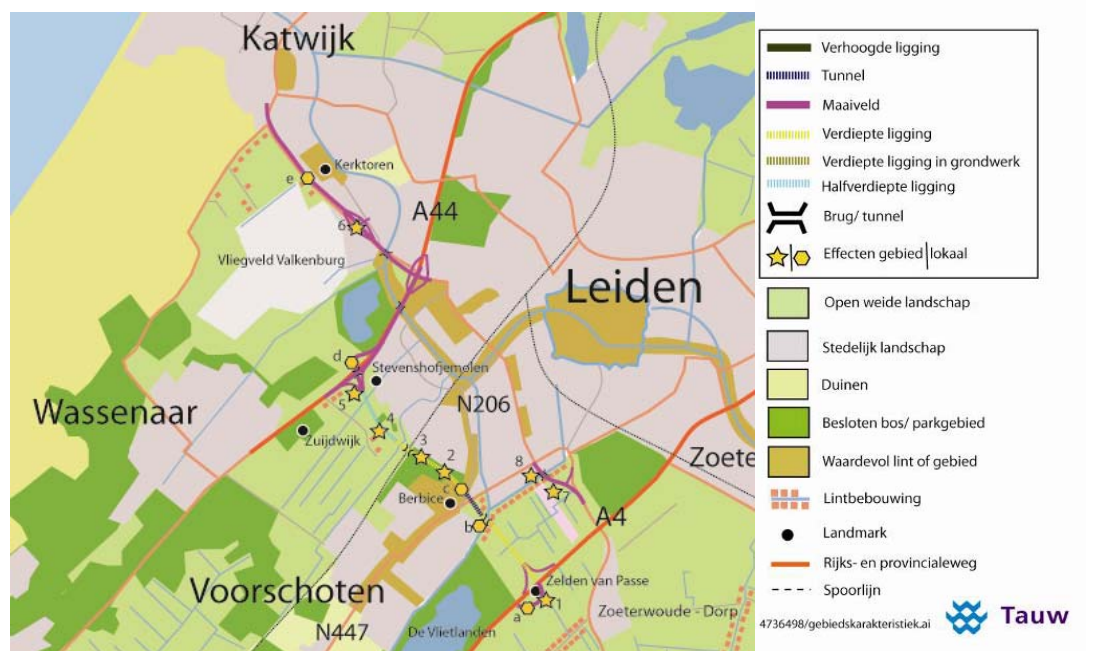 Katwijk
Kerktoren
e
A44
6
Vliegveld Valkenburg
Leiden
d
Stevenshofjemolen
5
Wassenaar
N206
4
Zuijdwijk
3
2
8
Zoete
c
Berbice
7
b
A4
Voorschoten
Zelden van Passe
1
a
Zoeterwoude - Dorp
N447
De Vlietlanden
Verhoogde ligging
Tunnel
Maaiveld
Verdiepte ligging
Verdiepte ligging in grondwerk
Halfverdiepte ligging
Brug/ tunnel
Effecten gebied | lokaal
Open weide landschap
Stedelijk landschap
Duinen
Besloten bos/ parkgebied
Waardevol lint of gebied
Lintbebouwing
Landmark
Rijks- en provincialeweg
Spoorlijn
4736498/gebiedskarakteristiek.ai
Tauw